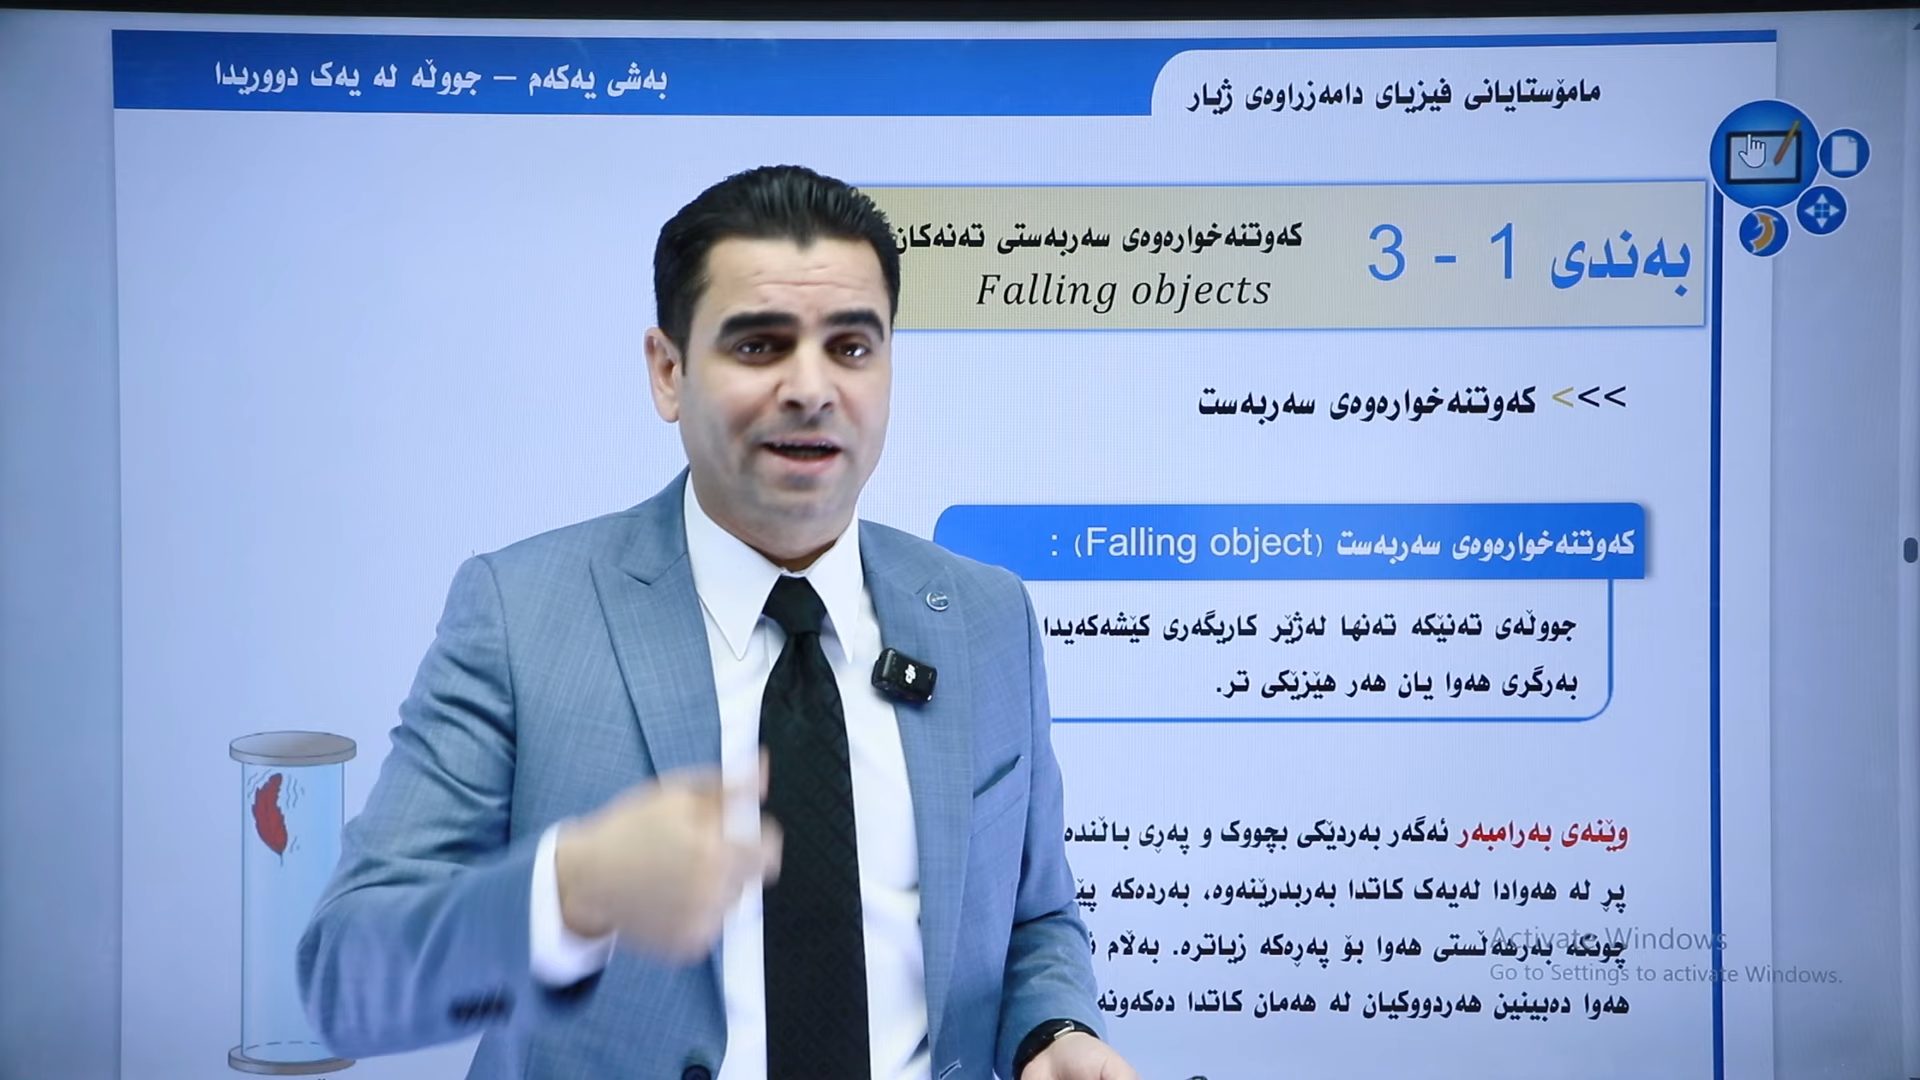 مامۆستایانی فیزیای دامەزراوەی ژیار
بەشی یەکەم – جووڵە لە یەک دووریدا
بەندی 1 - 3
کەوتنەخوارەوەی سەربەستی تەنەکان
Falling objects
>>> کەوتنەخوارەوەی سەربەست
کەوتنەخوارەوەی سەربەست (Falling object) :
جووڵەی تەنێکە تەنها لەژێر کاریگەری کێشەکەیدا
بەرگری هەوا یان هەر هێزێکی تر.
وێنەی بەرامبەر ئەگەر بەردێکی بچووک و پەڕی باڵندە
پڕ لە هەوادا لەیەک کاتدا بەربدرێنەوە، بەردەکە
چونکە بەرهەڵستی هەوا بۆ پەڕەکە زیاترە. بەڵام
هەوا دەبینین هەردووکیان لە هەمان کاتدا دەکەونە
Activate Windows
Go to Settings to activate Windows.
dji